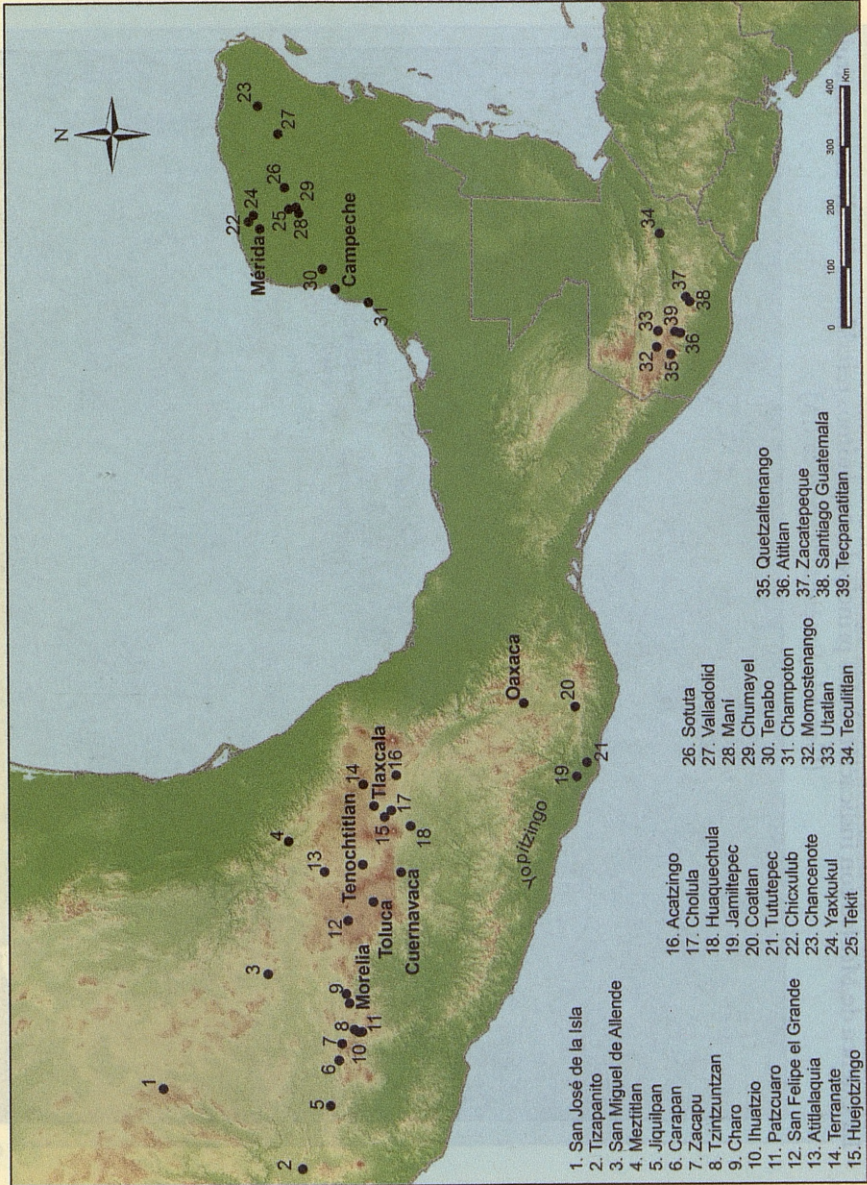 N
1
2
3
4
5
6
7
8
9
10
11
12
13
14
15
16
17
18
19
20
21
22
23
24
25
26
27
28
29
30
31
32
33
34
35
36
37
38
39
Morelia
Toluca
Tenochtitlan
Cuernavaca
Tlaxcala
Oaxaca
Yopitzingo
Mérida
Campeche
0 100 200 300 400
Km
1. San José de la Isla
2. Tizapanito
3. San Miguel de Allende
4. Meztitlan
5. Jiquilpan
6. Carapan
7. Zacapu
8. Tzintzuntzan
9. Charo
10. Ihuatzio
11. Patzcuaro
12. San Felipe el Grande
13. Atitlalaquia
14. Terranate
15. Huejotzingo
16. Acatzingo
17. Cholula
18. Huaquechula
19. Jamiltepec
20. Coatlan
21. Tututepec
22. Chicxulub
23. Chancenote
24. Yaxkukul
25. Tekit
26. Sotuta
27. Valladolid
28. Maní
29. Chumayel
30. Tenabo
31. Champoton
32. Momostenango
33. Utatlan
34. Teculitlan
35. Quetzaltenango
36. Atitlan
37. Zacatepeque
38. Santiago Guatemala
39. Tecpanatitan